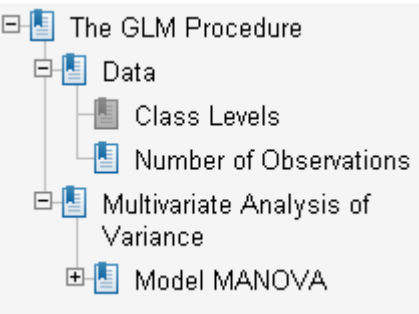 The GLM Procedure
Data
Class Levels
Number of Observations
Multivariate Analysis of
Variance
Model MANOVA